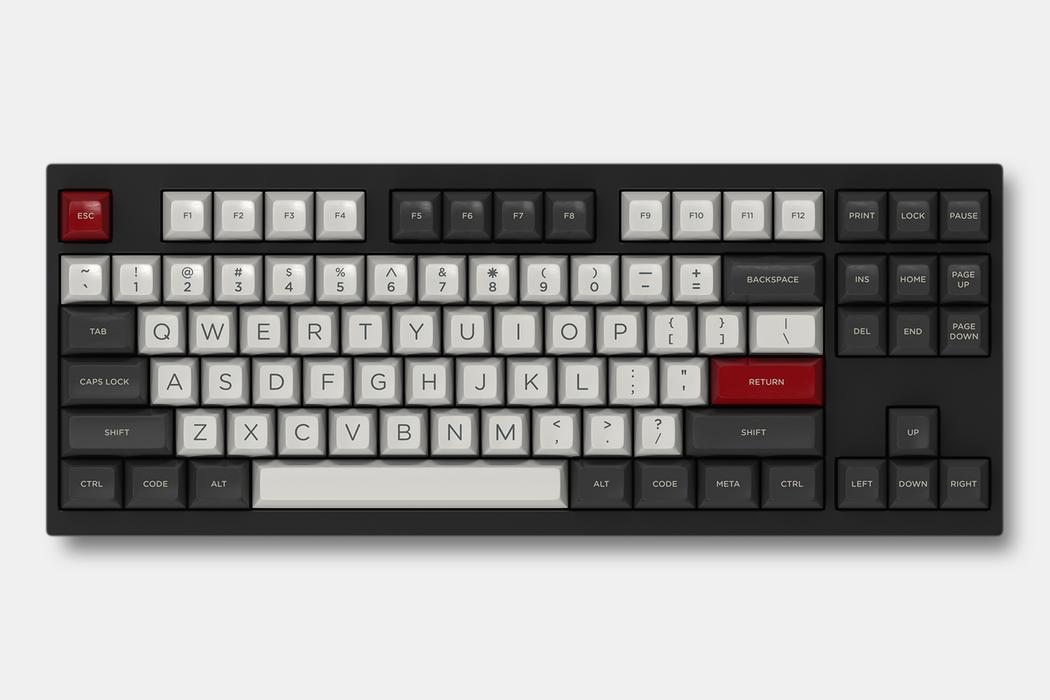 ESC F1 F2 F3 F4 F5 F6 F7 F8 F9 F10 F11 F12 PRINT LOCK PAUSE
~ ! @ # $ % ^ & * ( ) — +
` 1 2 3 4 5 6 7 8 9 0 - = BACKSPACE INS HOME PAGE UP
TAB Q W E R T Y U I O P { } | DEL END PAGE DOWN
[ ] \
CAPS LOCK A S D F G H J K L : " RETURN
; '
SHIFT Z X C V B N M < > ? SHIFT UP
, . /
CTRL CODE ALT ALT CODE META CTRL LEFT DOWN RIGHT